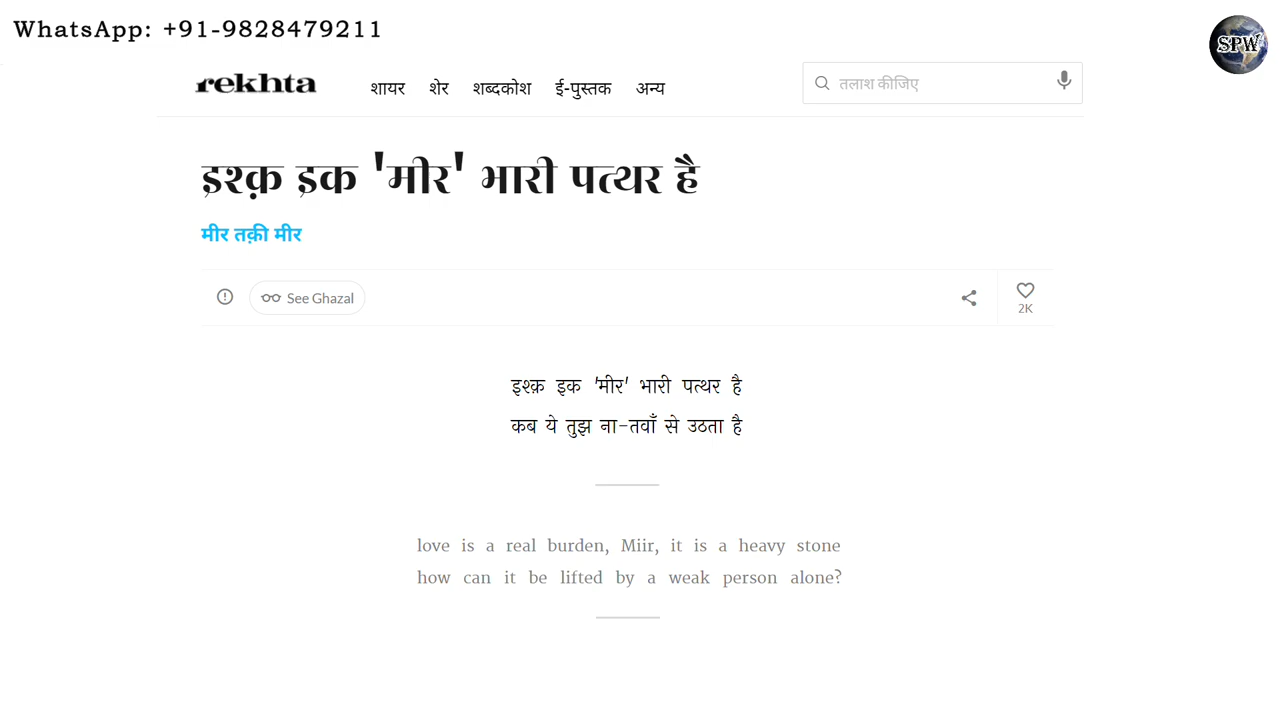 WhatsApp: +91-9828479211
SPW
rekhta
शायर शेर शब्दकोश ई-पुस्तक अन्य
तलाश कीजिए
इश्क़ इक 'मीर' भारी पत्थर है
मीर तक़ी मीर
See Ghazal
2K
इश्क़ इक 'मीर' भारी पत्थर है
कब ये तुझ ना-तवाँ से उठता है
love is a real burden, Miir, it is a heavy stone
how can it be lifted by a weak person alone?